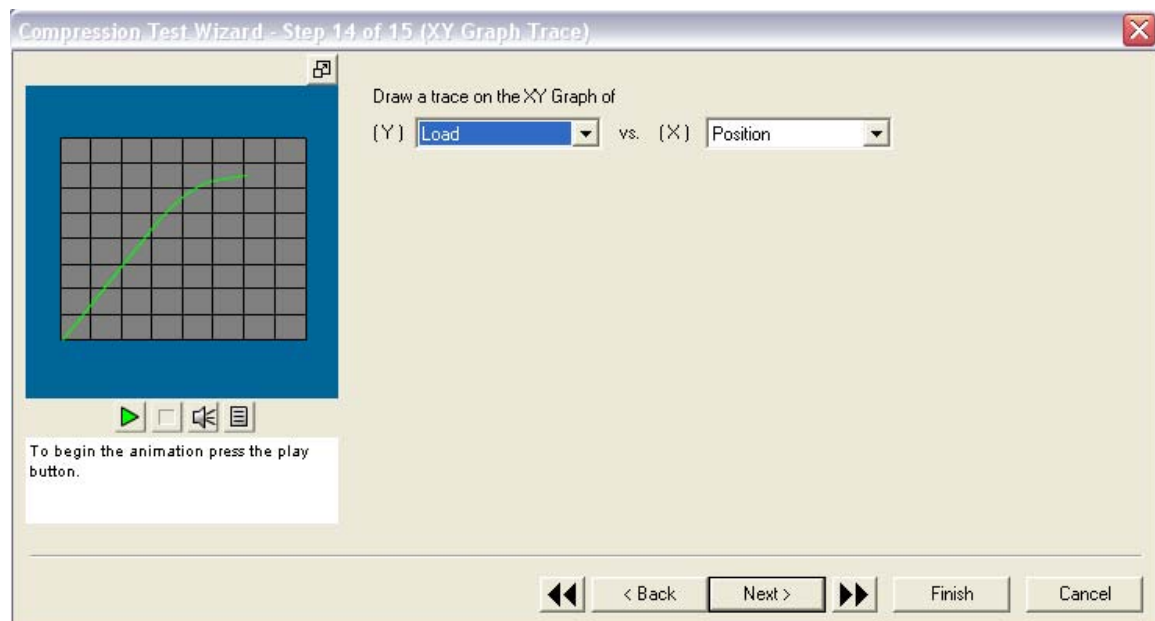 Compression Test Wizard - Step 14 of 15 (XY Graph Trace)
Draw a trace on the XY Graph of
(Y) Load vs. (X) Position
To begin the animation press the play
button.
< Back Next > Finish Cancel